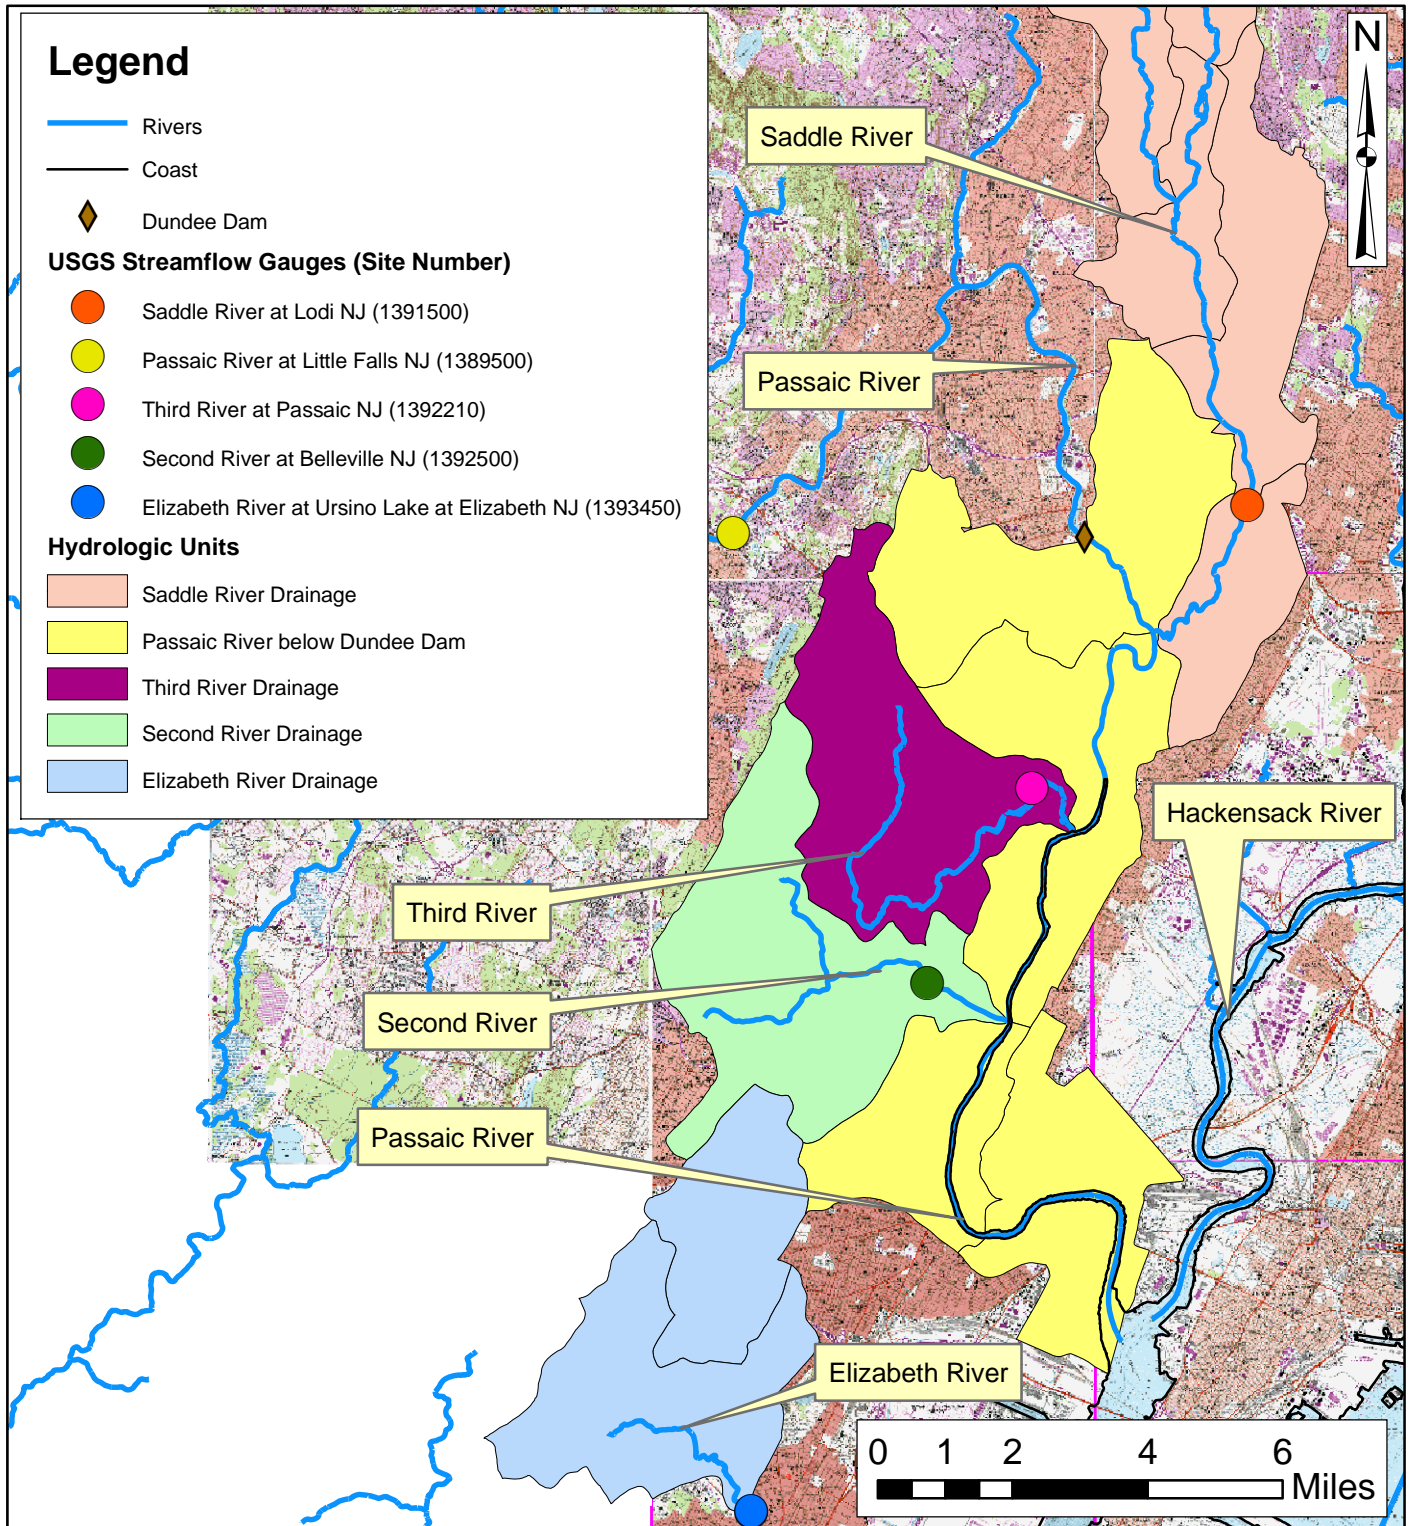 Legend
Rivers
Coast
Dundee Dam
USGS Streamflow Gauges (Site Number)
Saddle River at Lodi NJ (1391500)
Passaic River at Little Falls NJ (1389500)
Third River at Passaic NJ (1392210)
Second River at Belleville NJ (1392500)
Elizabeth River at Ursino Lake at Elizabeth NJ (1393450)
Hydrologic Units
Saddle River Drainage
Passaic River below Dundee Dam
Third River Drainage
Second River Drainage
Elizabeth River Drainage
N
Saddle River
Passaic River
Hackensack River
Third River
Second River
Passaic River
Elizabeth River
0 1 2 4 6
Miles